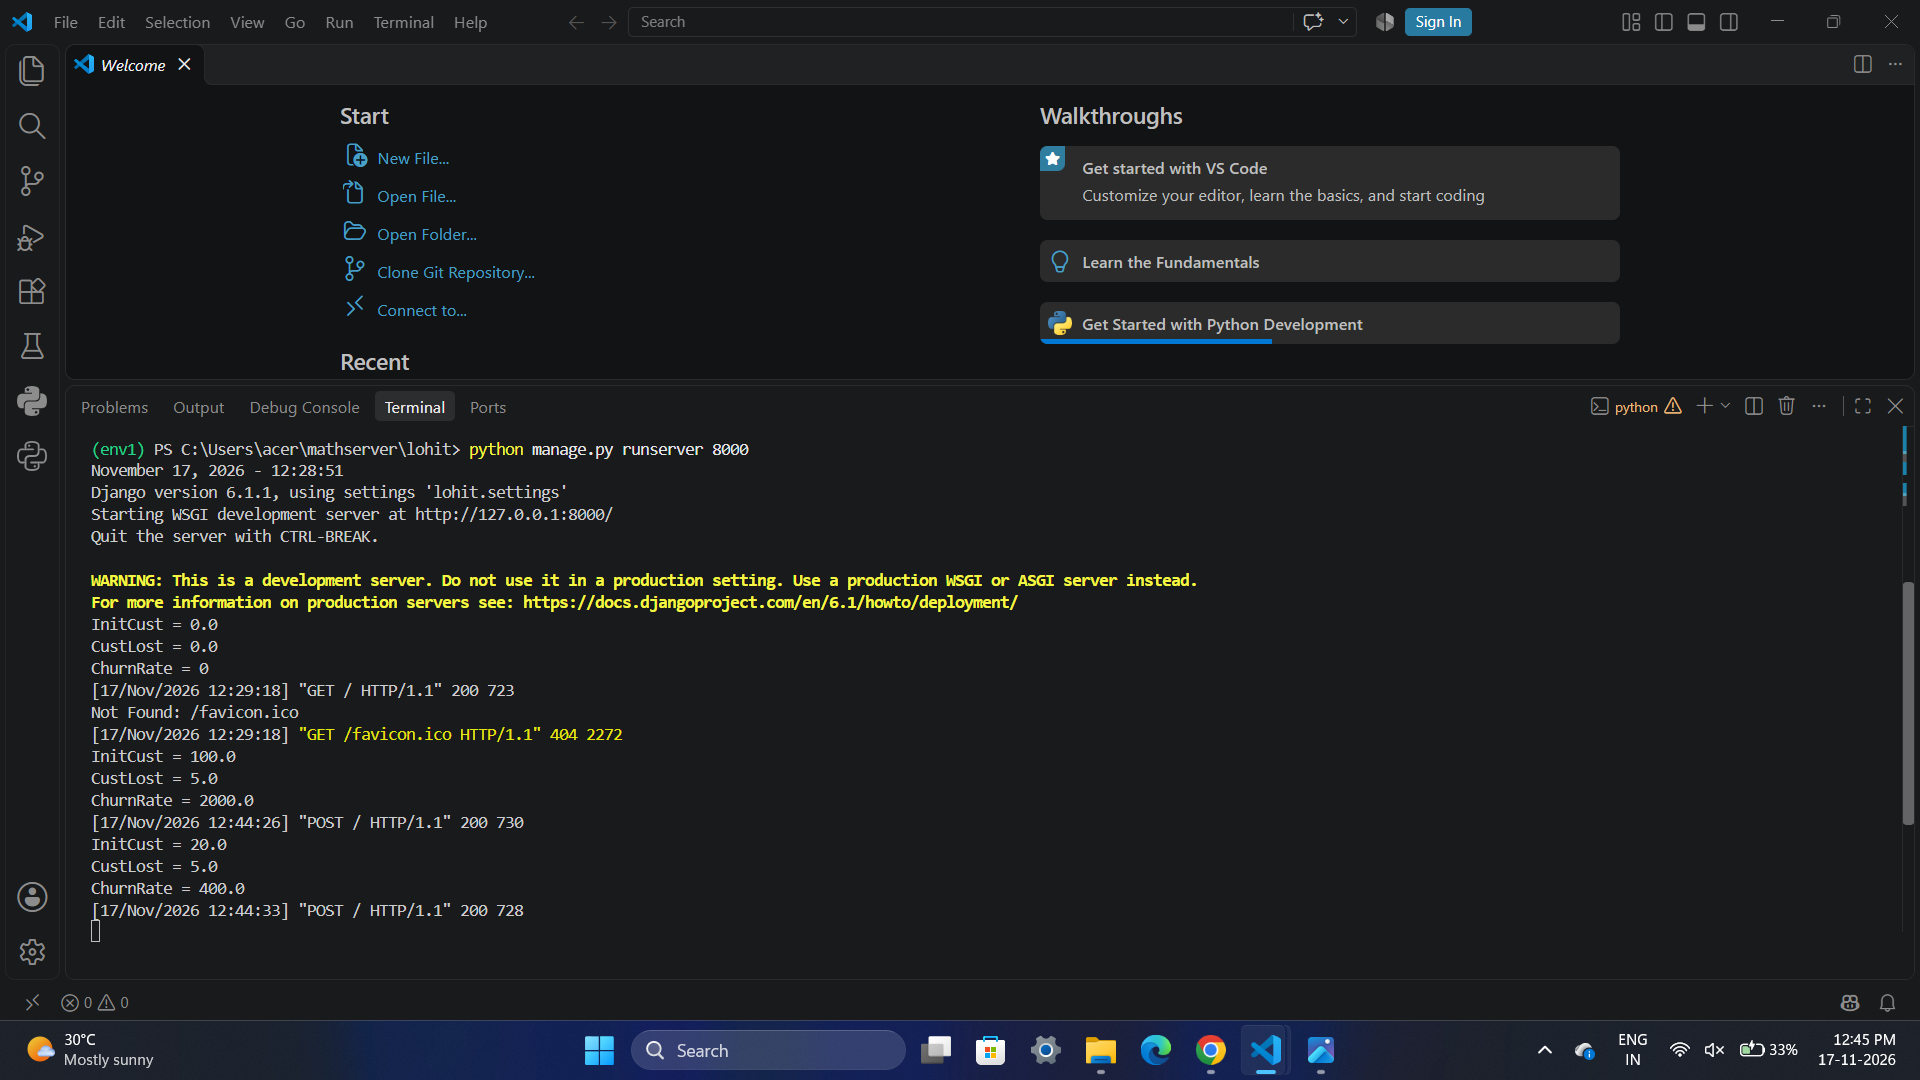 File Edit Selection View Go Run Terminal Help
Search
Sign In
Welcome
Start
New File...
Open File...
Open Folder...
Clone Git Repository...
Connect to...
Recent
Walkthroughs
Get started with VS Code
Customize your editor, learn the basics, and start coding
Learn the Fundamentals
Get Started with Python Development
Problems Output Debug Console Terminal Ports
python
(env1) PS C:\Users\acer\mathserver\lohit> python manage.py runserver 8000
November 17, 2026 - 12:28:51
Django version 6.1.1, using settings 'lohit.settings'
Starting WSGI development server at http://127.0.0.1:8000/
Quit the server with CTRL-BREAK.
WARNING: This is a development server. Do not use it in a production setting. Use a production WSGI or ASGI server instead.
For more information on production servers see: https://docs.djangoproject.com/en/6.1/howto/deployment/
InitCust = 0.0
CustLost = 0.0
ChurnRate = 0
[17/Nov/2026 12:29:18] "GET / HTTP/1.1" 200 723
Not Found: /favicon.ico
[17/Nov/2026 12:29:18] "GET /favicon.ico HTTP/1.1" 404 2272
InitCust = 100.0
CustLost = 5.0
ChurnRate = 2000.0
[17/Nov/2026 12:44:26] "POST / HTTP/1.1" 200 730
InitCust = 20.0
CustLost = 5.0
ChurnRate = 400.0
[17/Nov/2026 12:44:33] "POST / HTTP/1.1" 200 728
0 0
30°C
Mostly sunny
Search
ENG
IN
33%
12:45 PM
17-11-2026